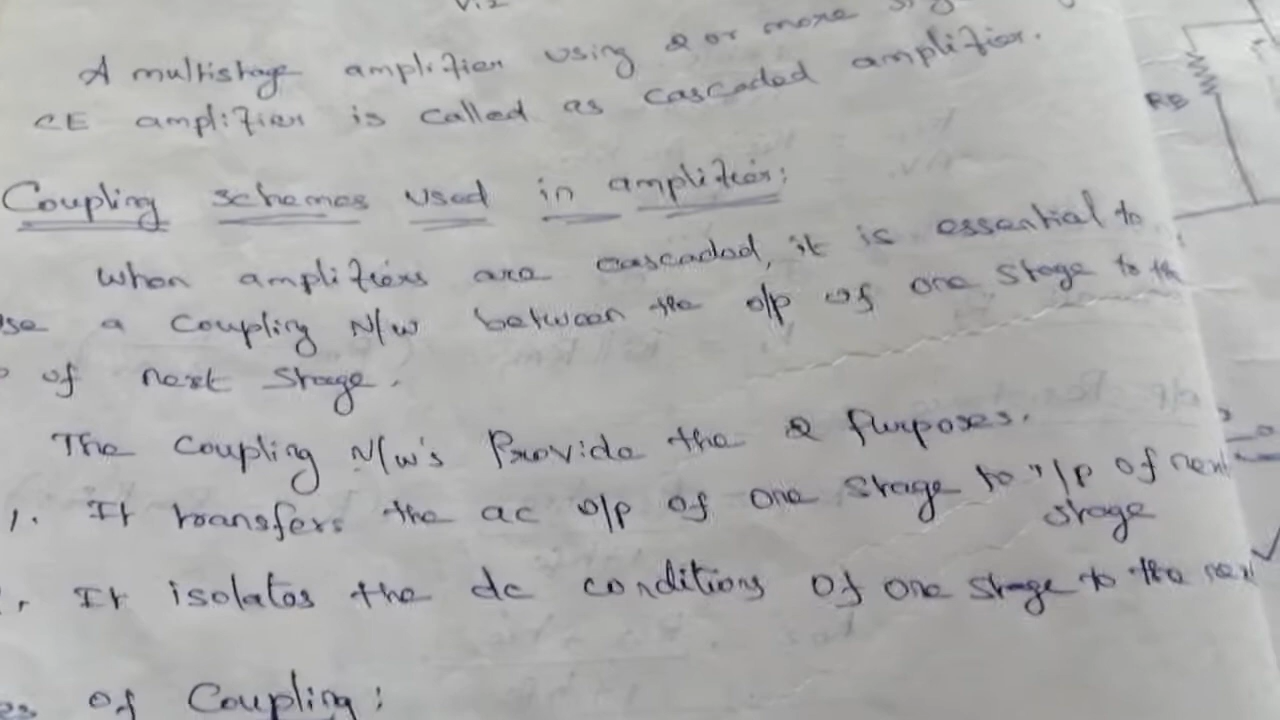 A multistage amplifier using 2 or more
CE amplifier is called as cascaded amplifier.
Coupling schemes used in amplifier:
When amplifiers are cascaded, it is essential to
a coupling N/w between the o/p of one stage to the
of next stage.
The coupling N/w's Provide the 2 Purposes.
1. It transfers the ac o/p of one stage to i/p of next
stage
It isolates the dc conditions of one stage to the next
of Coupling:
RB